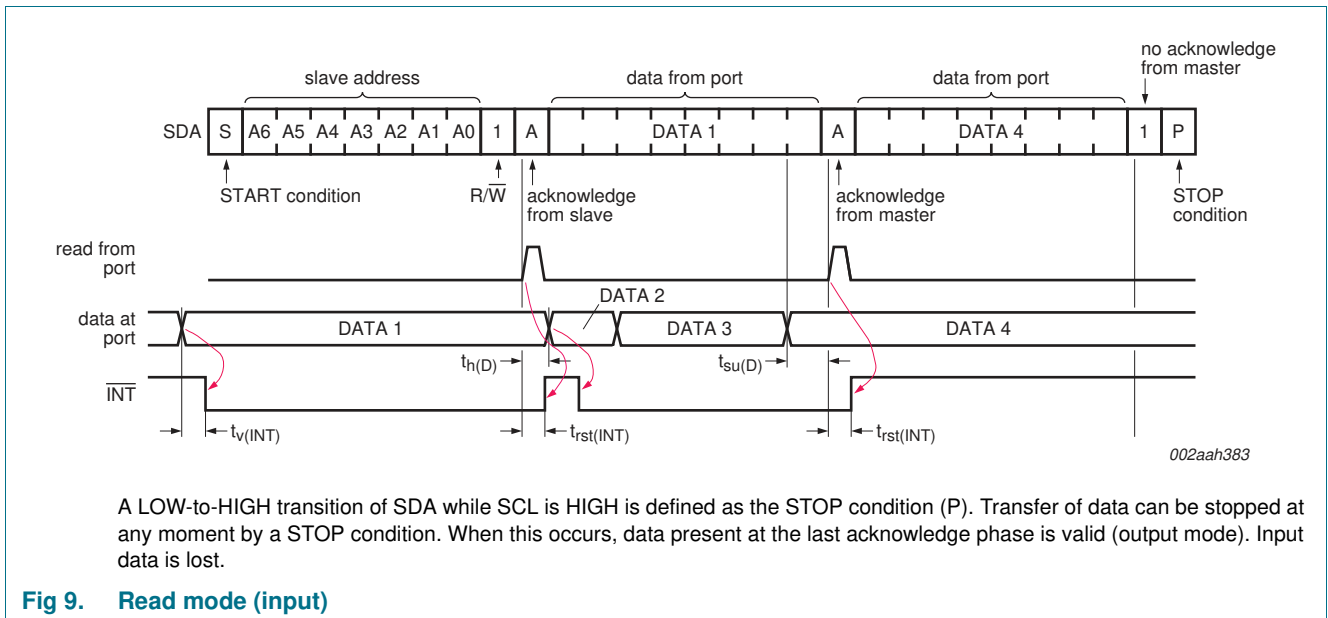 no acknowledge
from master
slave address
data from port
data from port
SDA S A6 A5 A4 A3 A2 A1 A0 1 A DATA 1 A DATA 4 1 P
START condition
R/W̅
acknowledge
from slave
acknowledge
from master
STOP
condition
read from
port
DATA 2
data at
port
DATA 1
DATA 3
DATA 4
th(D)
tsu(D)
I̅N̅T̅
tv(INT)
trst(INT)
trst(INT)
002aah383
A LOW-to-HIGH transition of SDA while SCL is HIGH is defined as the STOP condition (P). Transfer of data can be stopped at
any moment by a STOP condition. When this occurs, data present at the last acknowledge phase is valid (output mode). Input
data is lost.
Fig 9. Read mode (input)